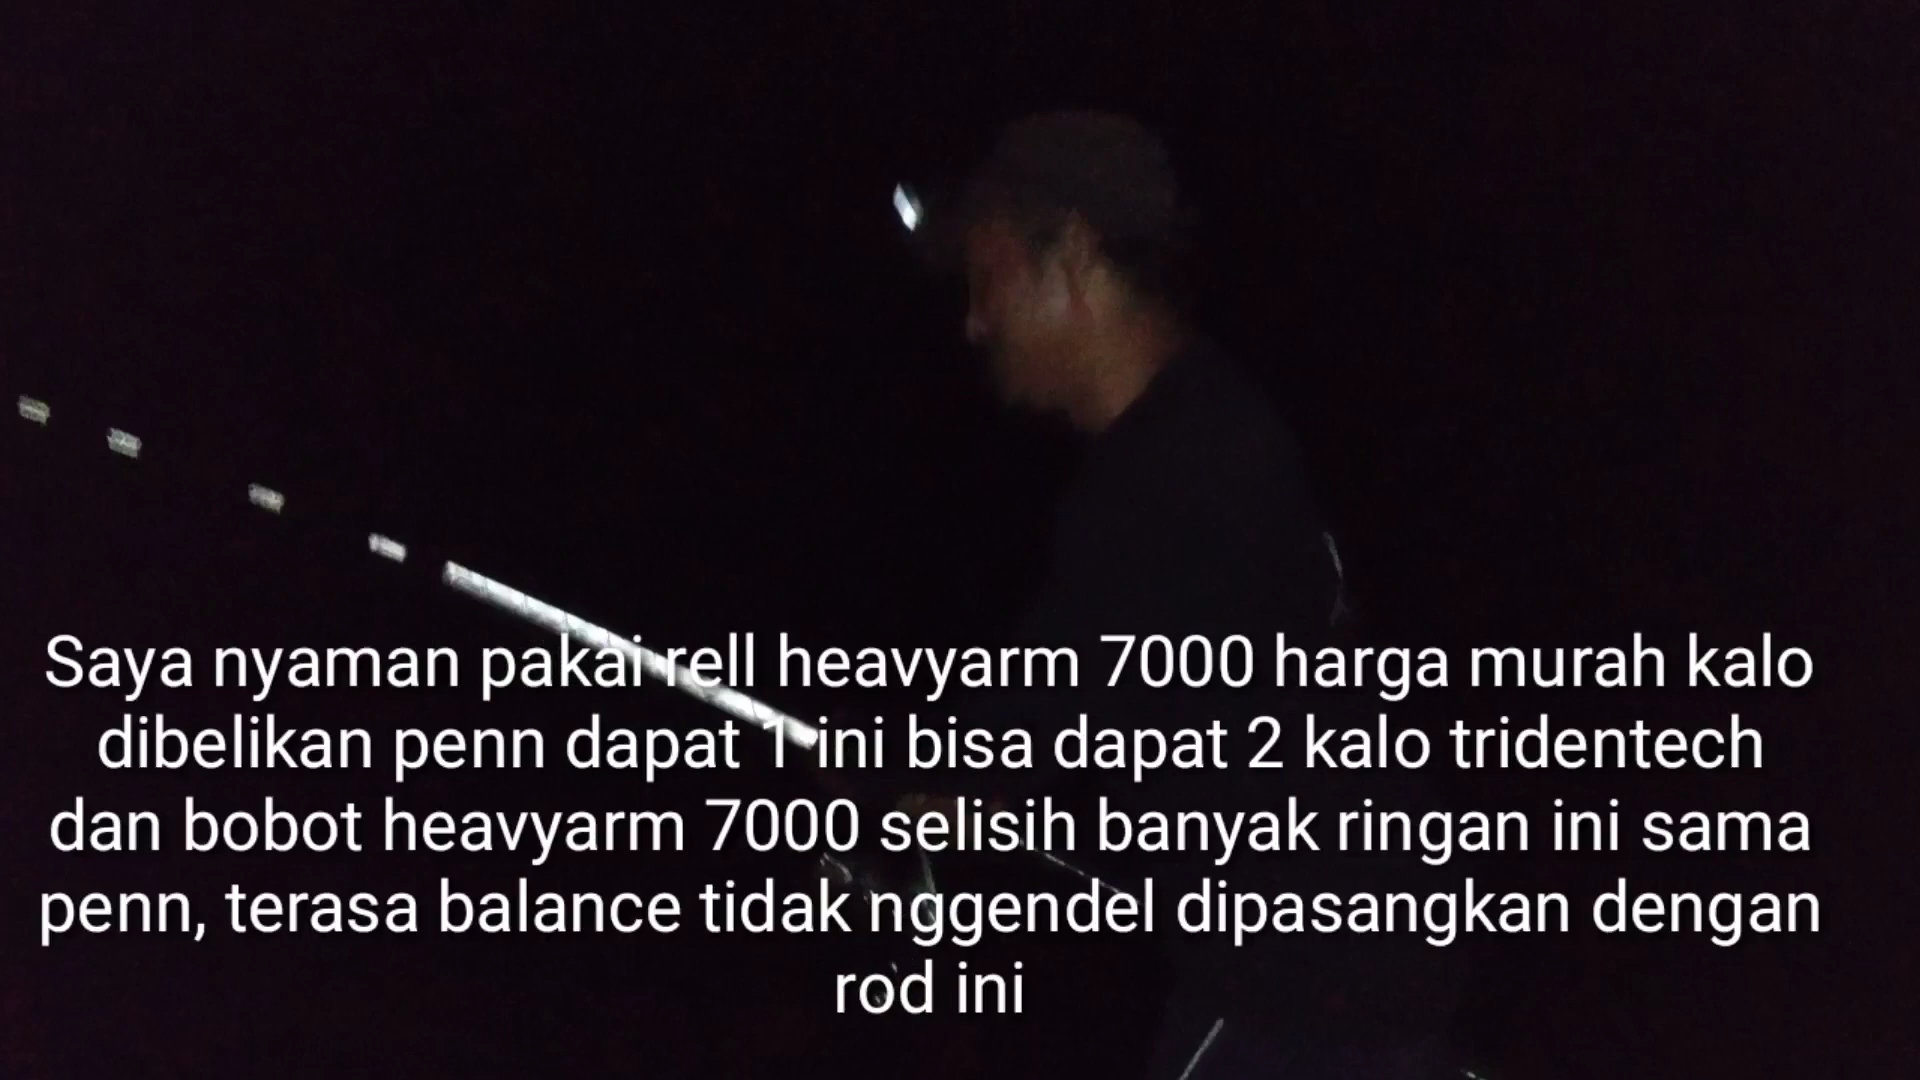 Saya nyaman pakai rell heavyarm 7000 harga murah kalo
dibelikan penn dapat 1 ini bisa dapat 2 kalo tridentech
dan bobot heavyarm 7000 selisih banyak ringan ini sama
penn, terasa balance tidak nggendel dipasangkan dengan
rod ini